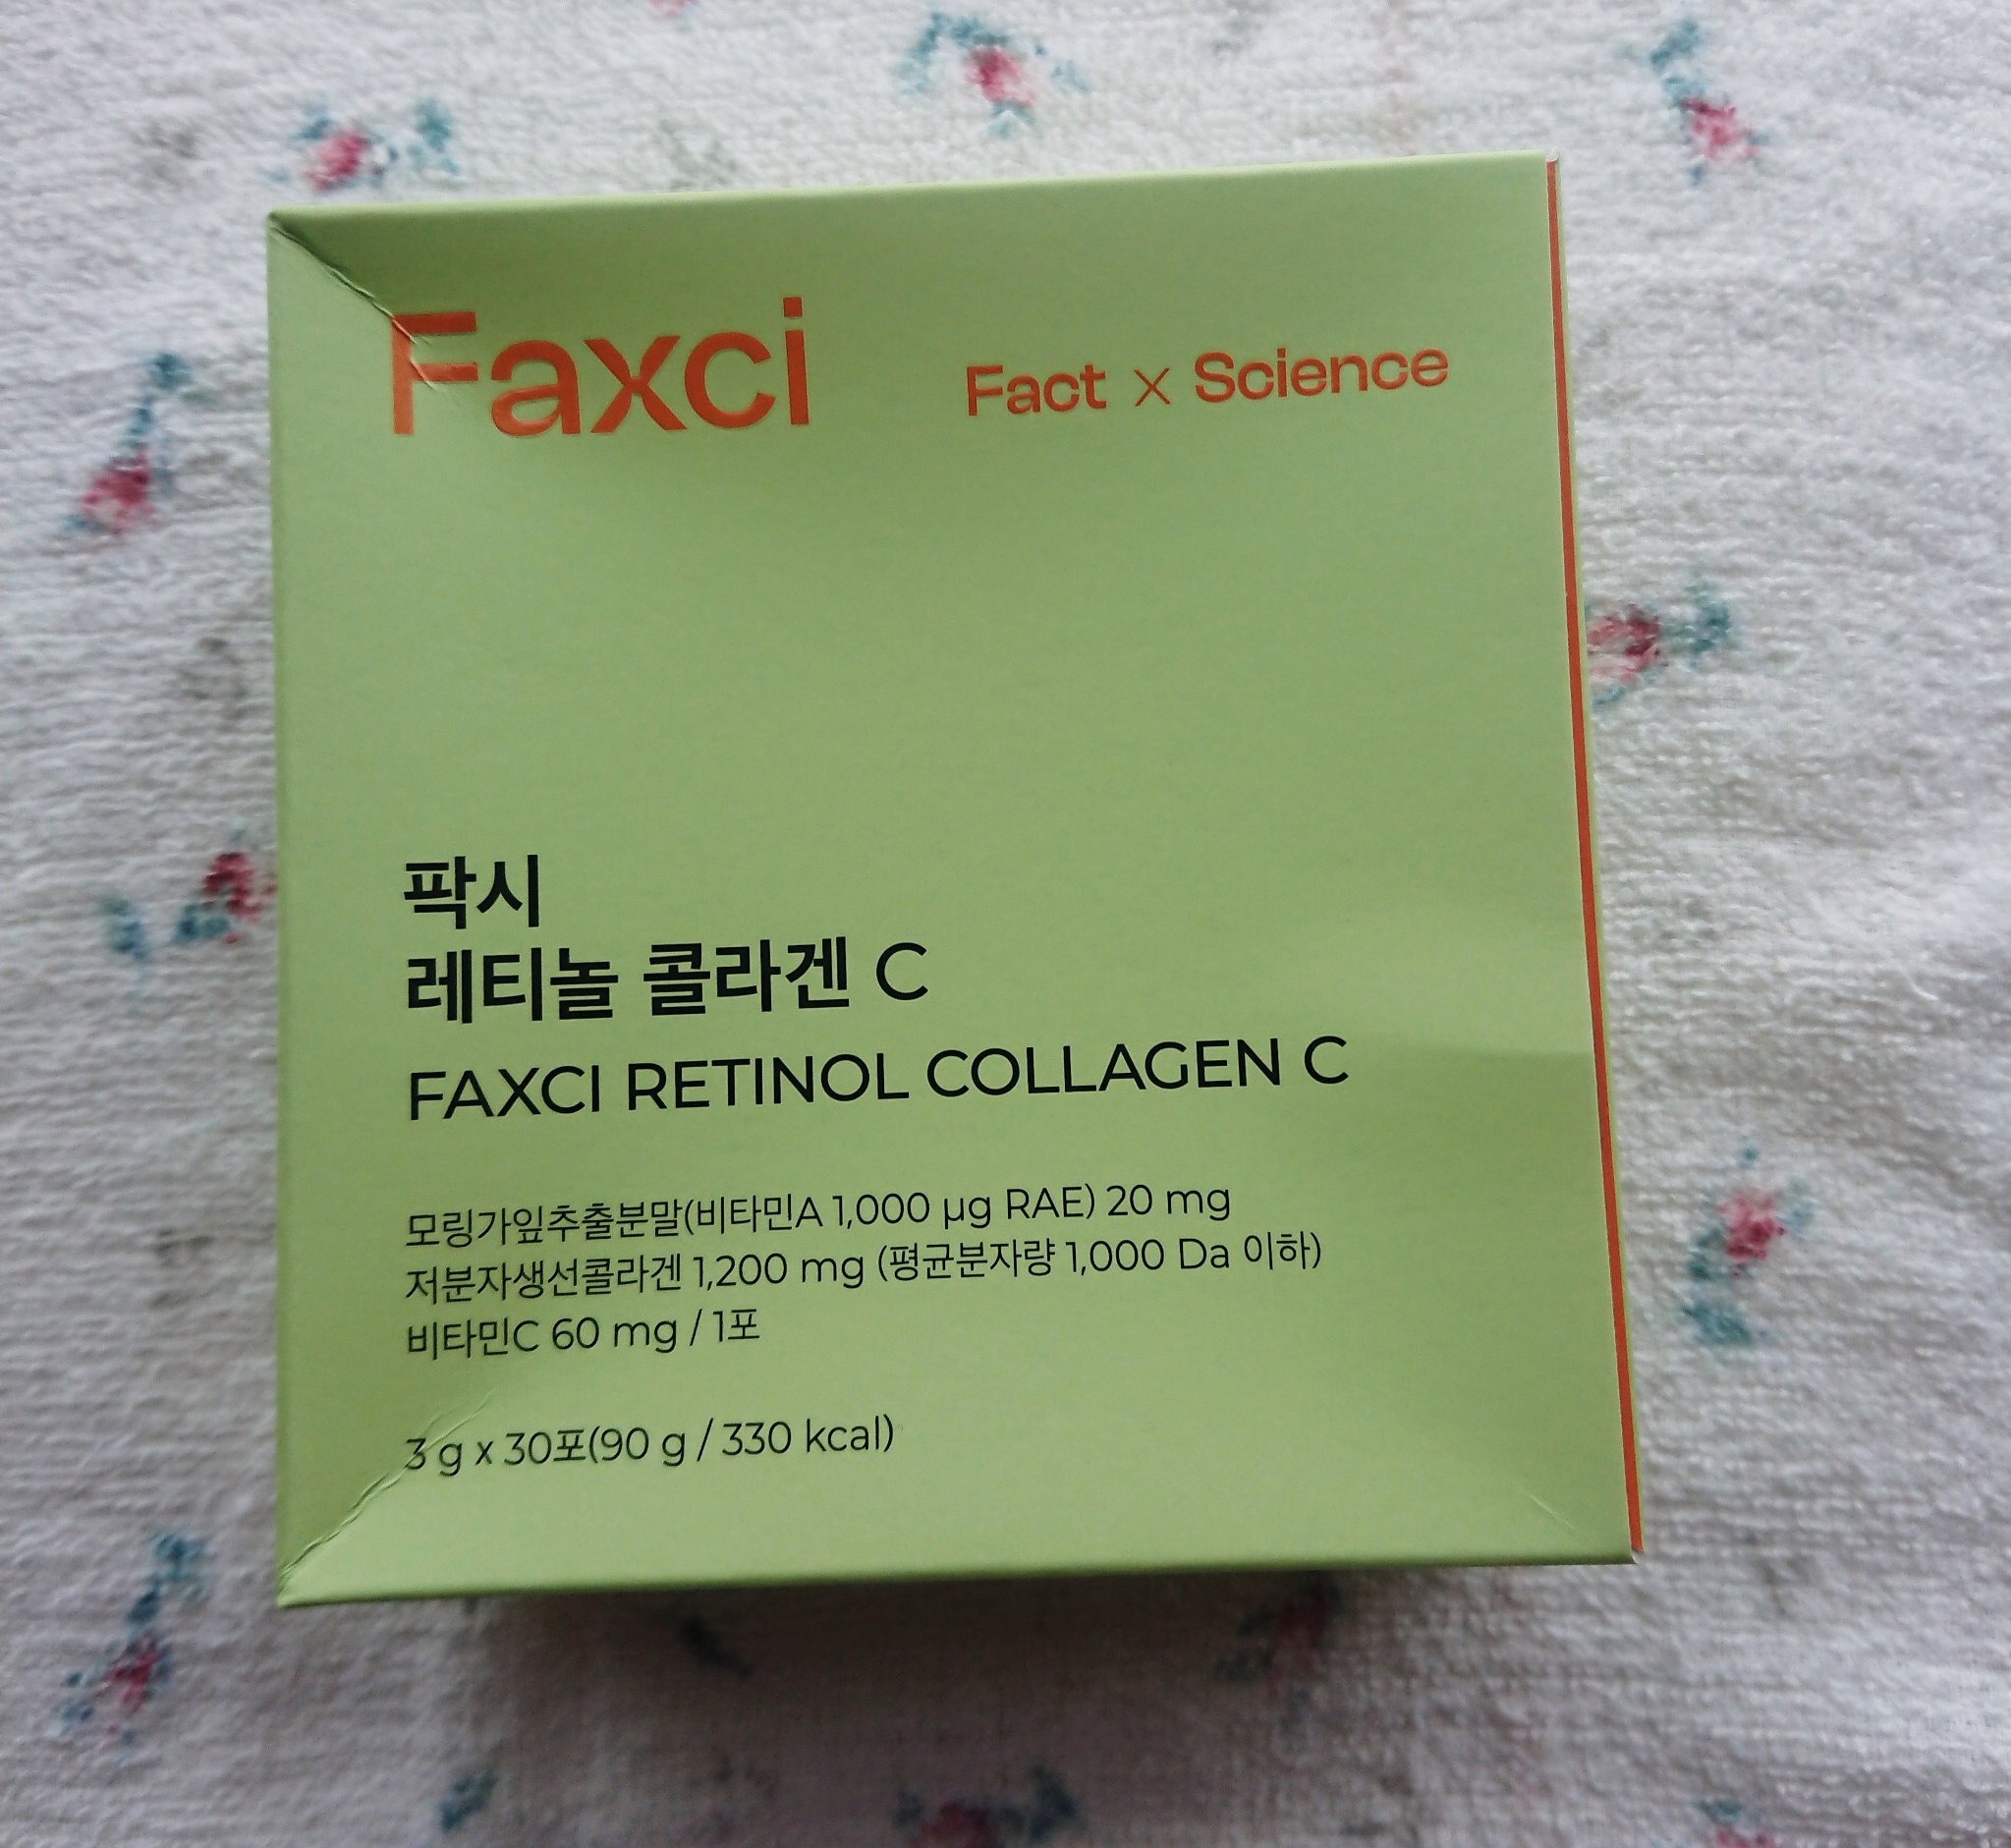 Faxci
Fact x Science
팍시
레티놀 콜라겐 C
FAXCI RETINOL COLLAGEN C
모링가잎추출분말(비타민A 1,000 µg RAE) 20 mg
저분자생선콜라겐 1,200 mg (평균분자량 1,000 Da 이하)
비타민C 60 mg / 1포
3 g x 30포(90 g / 330 kcal)